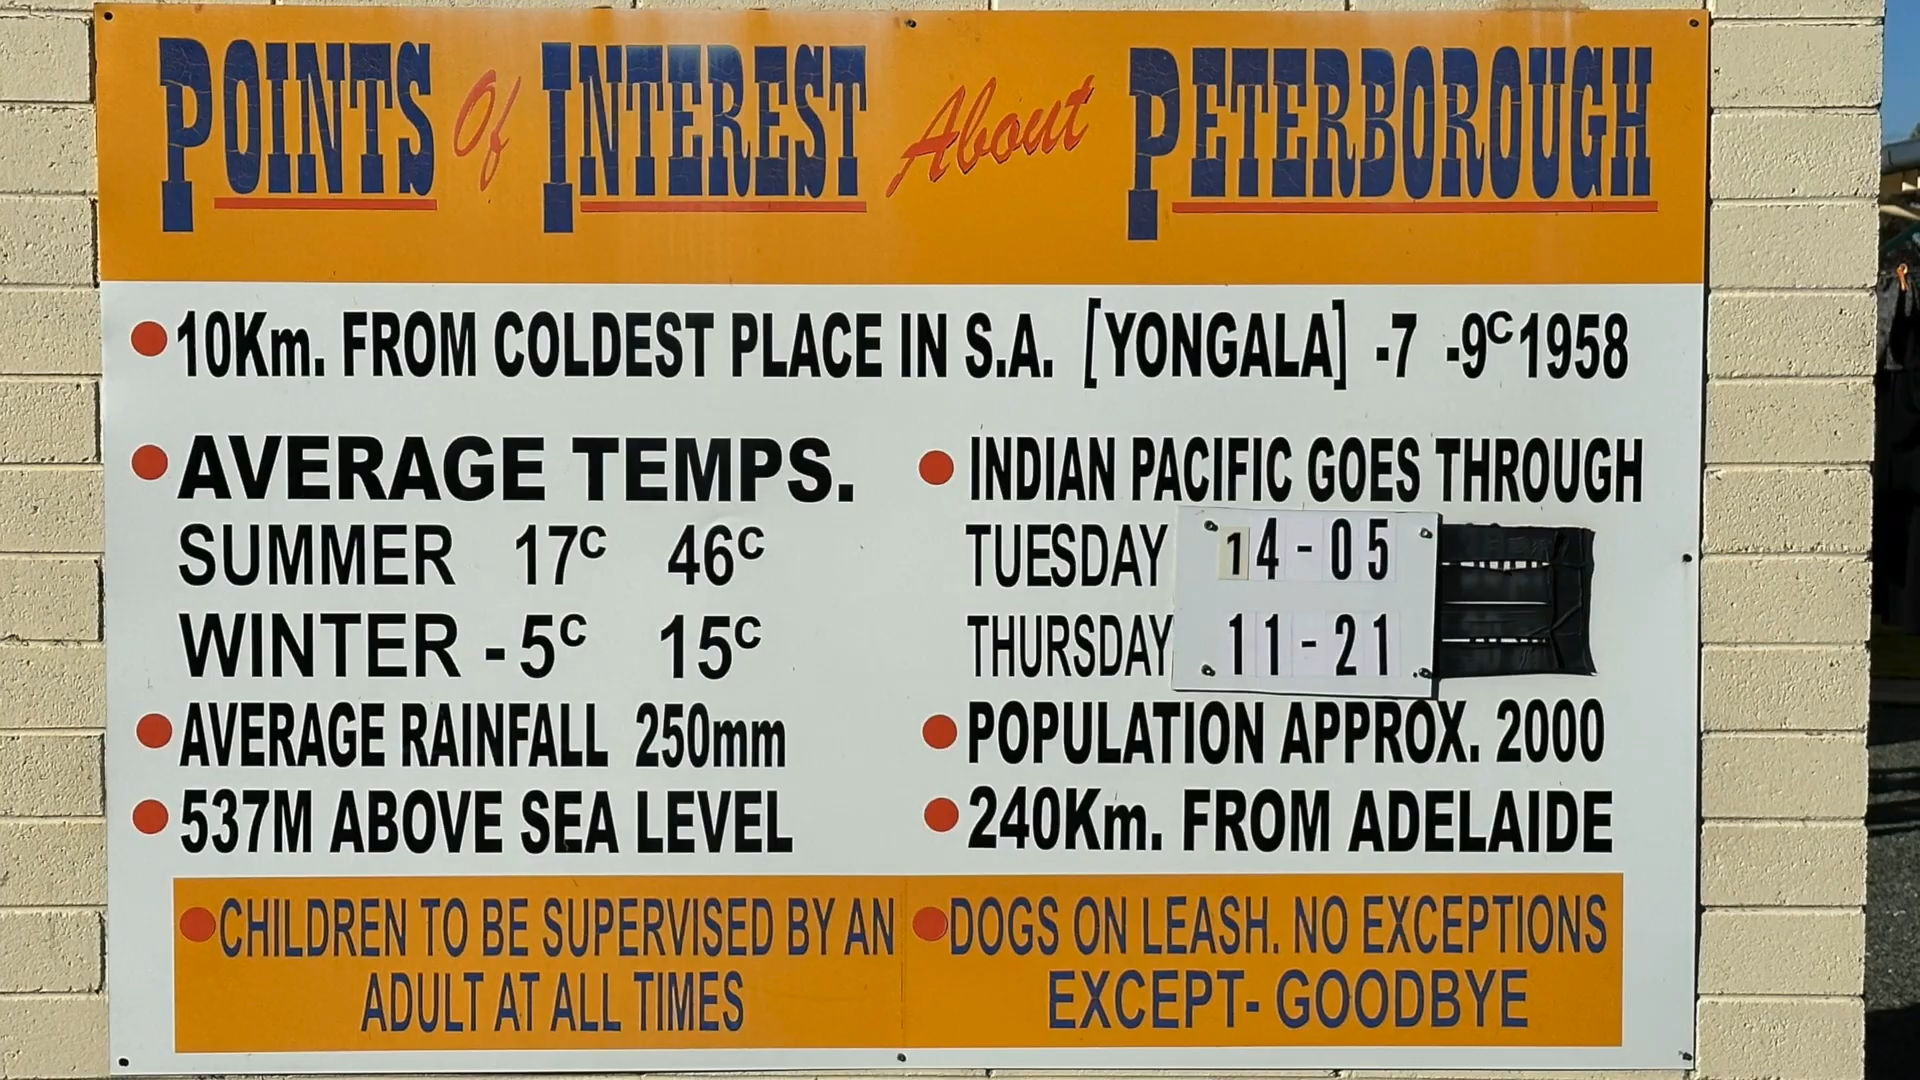 POINTS Of INTEREST About PETERBOROUGH
10Km. FROM COLDEST PLACE IN S.A. [YONGALA] -7 -9C 1958
AVERAGE TEMPS.
SUMMER 17C 46C
WINTER -5C 15C
AVERAGE RAINFALL 250mm
537M ABOVE SEA LEVEL
INDIAN PACIFIC GOES THROUGH
TUESDAY 14-05
THURSDAY 11-21
POPULATION APPROX. 2000
240Km. FROM ADELAIDE
CHILDREN TO BE SUPERVISED BY AN
ADULT AT ALL TIMES
DOGS ON LEASH. NO EXCEPTIONS
EXCEPT- GOODBYE